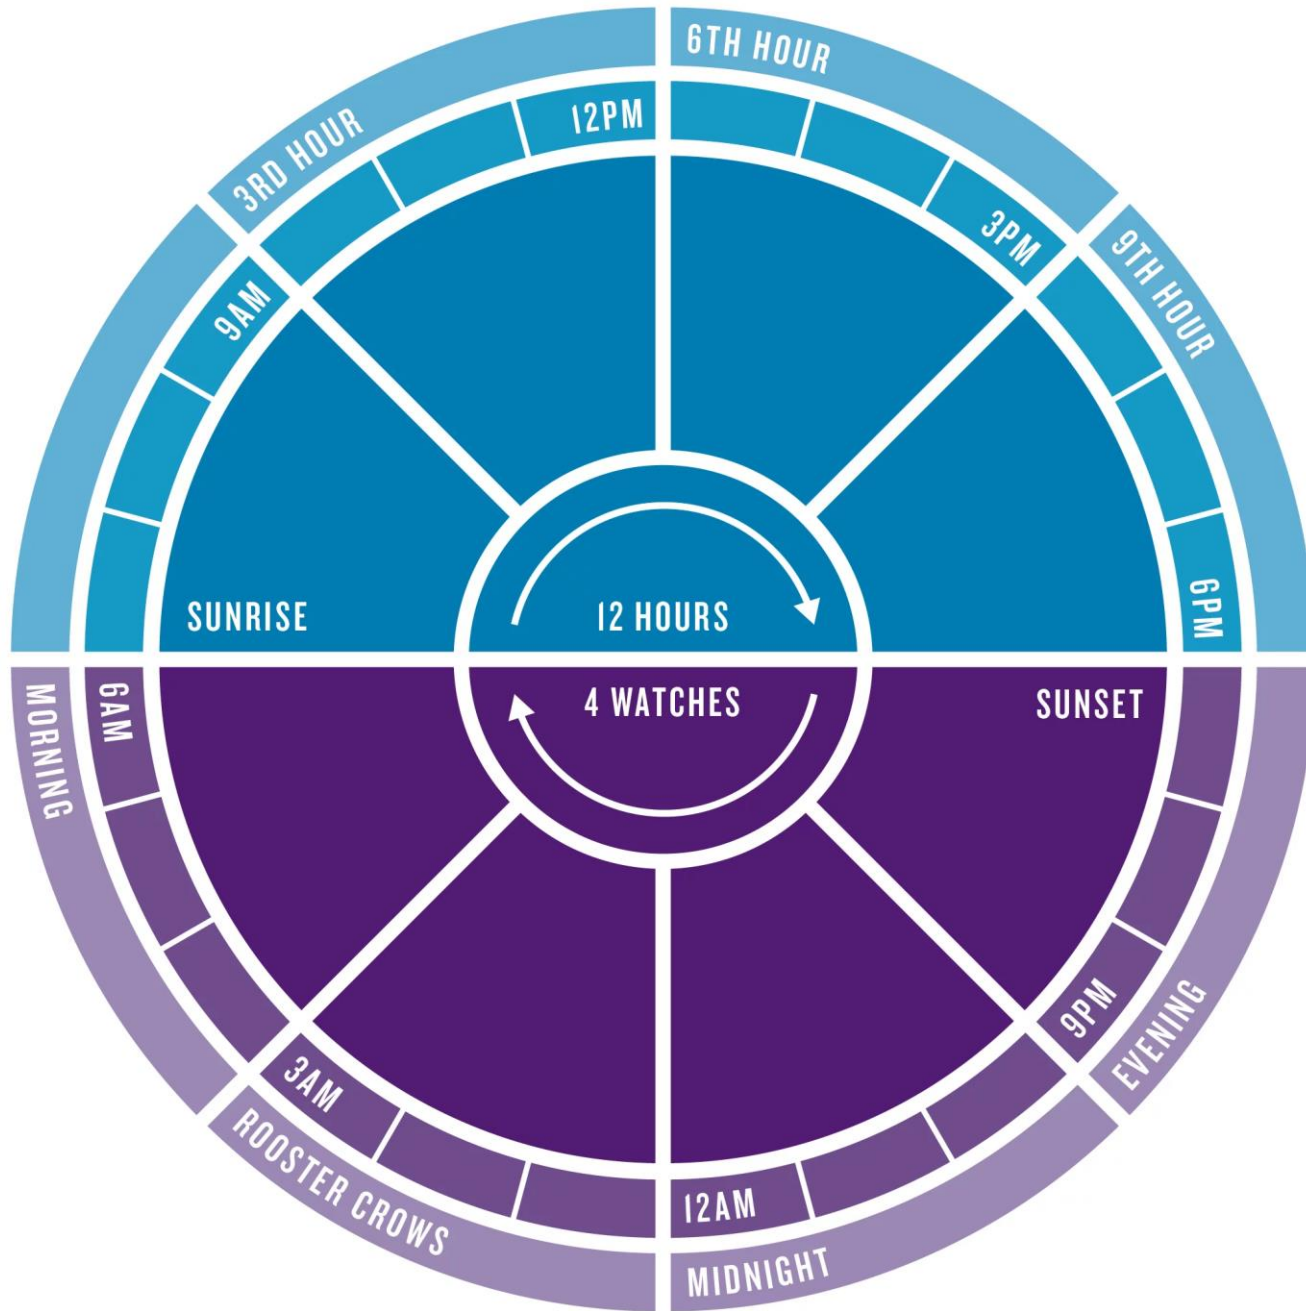 6TH HOUR
12PM
3RD HOUR
3PM
9TH HOUR
9AM
6PM
SUNRISE
12 HOURS
4 WATCHES
SUNSET
6AM
MORNING
9PM
EVENING
3AM
ROOSTER CROWS
12AM
MIDNIGHT